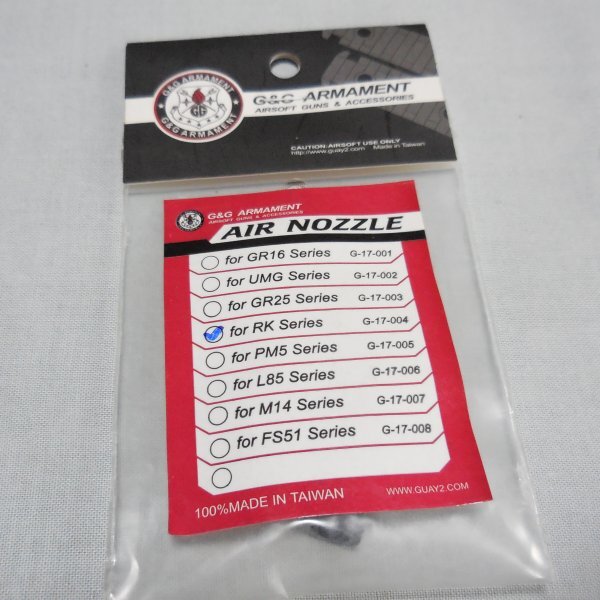 G&G ARMAMENT
G&G ARMAMENT
GG
G&G ARMAMENT
AIRSOFT GUNS & ACCESSORIES
CAUTION:AIRSOFT USE ONLY
http://www.guay2.com Made in Taiwan
G&G ARMAMENT
AIRSOFT GUNS & ACCESSORIES
AIR NOZZLE
for GR16 Series G-17-001
for UMG Series G-17-002
for GR25 Series G-17-003
for RK Series G-17-004
for PM5 Series G-17-005
for L85 Series G-17-006
for M14 Series G-17-007
for FS51 Series G-17-008
100%MADE IN TAIWAN WWW.GUAY2.COM